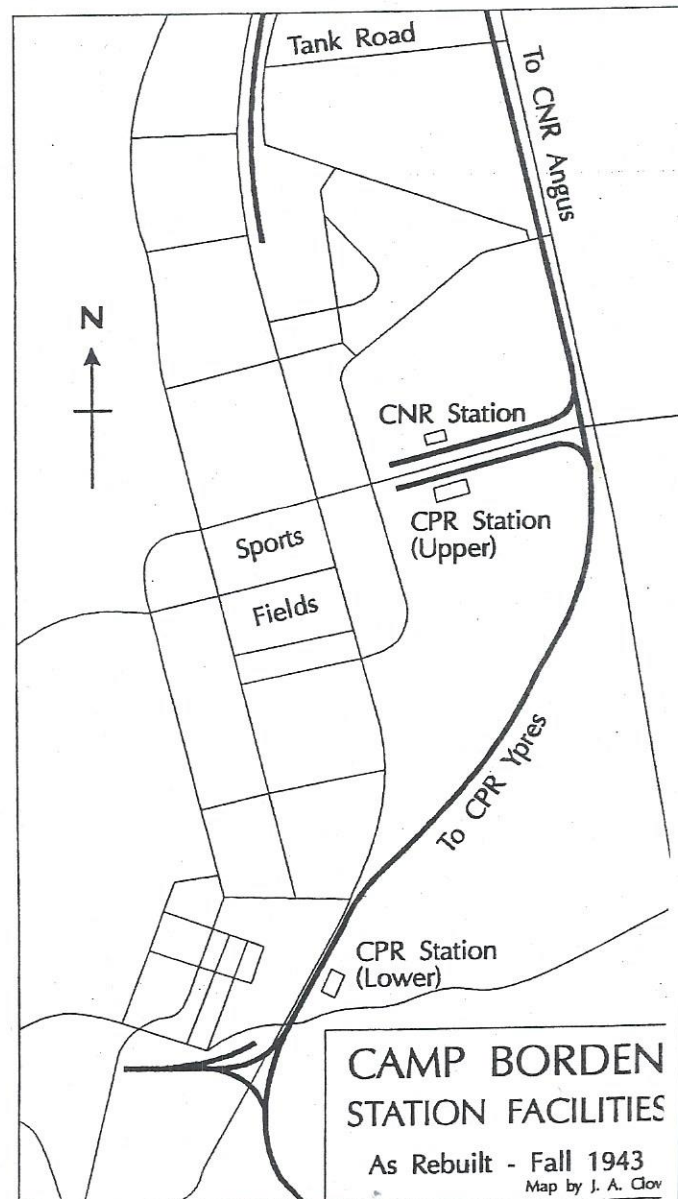 Tank Road
To CNR Angus
N
CNR Station
CPR Station
(Upper)
Sports
Fields
To CPR Ypres
CPR Station
(Lower)
CAMP BORDEN
STATION FACILITIES
As Rebuilt - Fall 1943
Map by J. A. Clov